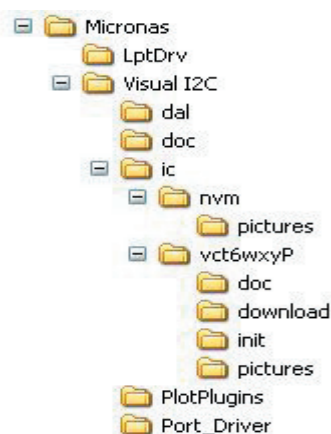 Micronas
LptDrv
Visual I2C
dal
doc
ic
nvm
pictures
vct6wxyP
doc
download
init
pictures
PlotPlugins
Port_Driver